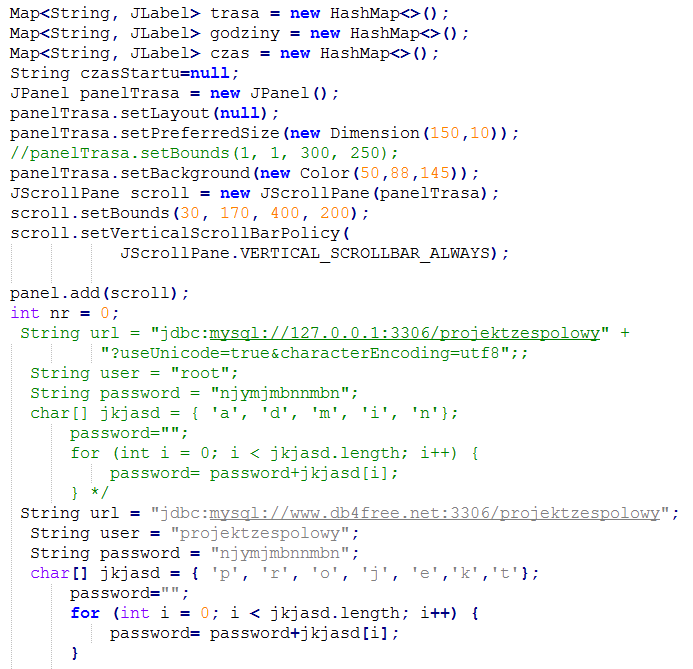 Map<String, JLabel> trasa = new HashMap<>();
Map<String, JLabel> godziny = new HashMap<>();
Map<String, JLabel> czas = new HashMap<>();
String czasStartu=null;
JPanel panelTrasa = new JPanel();
panelTrasa.setLayout(null);
panelTrasa.setPreferredSize(new Dimension(150,10));
//panelTrasa.setBounds(1, 1, 300, 250);
panelTrasa.setBackground(new Color(50,88,145));
JScrollPane scroll = new JScrollPane(panelTrasa);
scroll.setBounds(30, 170, 400, 200);
scroll.setVerticalScrollBarPolicy(
JScrollPane.VERTICAL_SCROLLBAR_ALWAYS);
panel.add(scroll);
int nr = 0;
String url = "jdbc:mysql://127.0.0.1:3306/projektzespolowy" +
"?useUnicode=true&characterEncoding=utf8";;
String user = "root";
String password = "njymjmbnnmbn";
char[] jkjasd = { 'a', 'd', 'm', 'i', 'n'};
password="";
for (int i = 0; i < jkjasd.length; i++) {
password= password+jkjasd[i];
} */
String url = "jdbc:mysql://www.db4free.net:3306/projektzespolowy";
String user = "projektzespolowy";
String password = "njymjmbnnmbn";
char[] jkjasd = { 'p', 'r', 'o', 'j', 'e','k','t'};
password="";
for (int i = 0; i < jkjasd.length; i++) {
password= password+jkjasd[i];
}